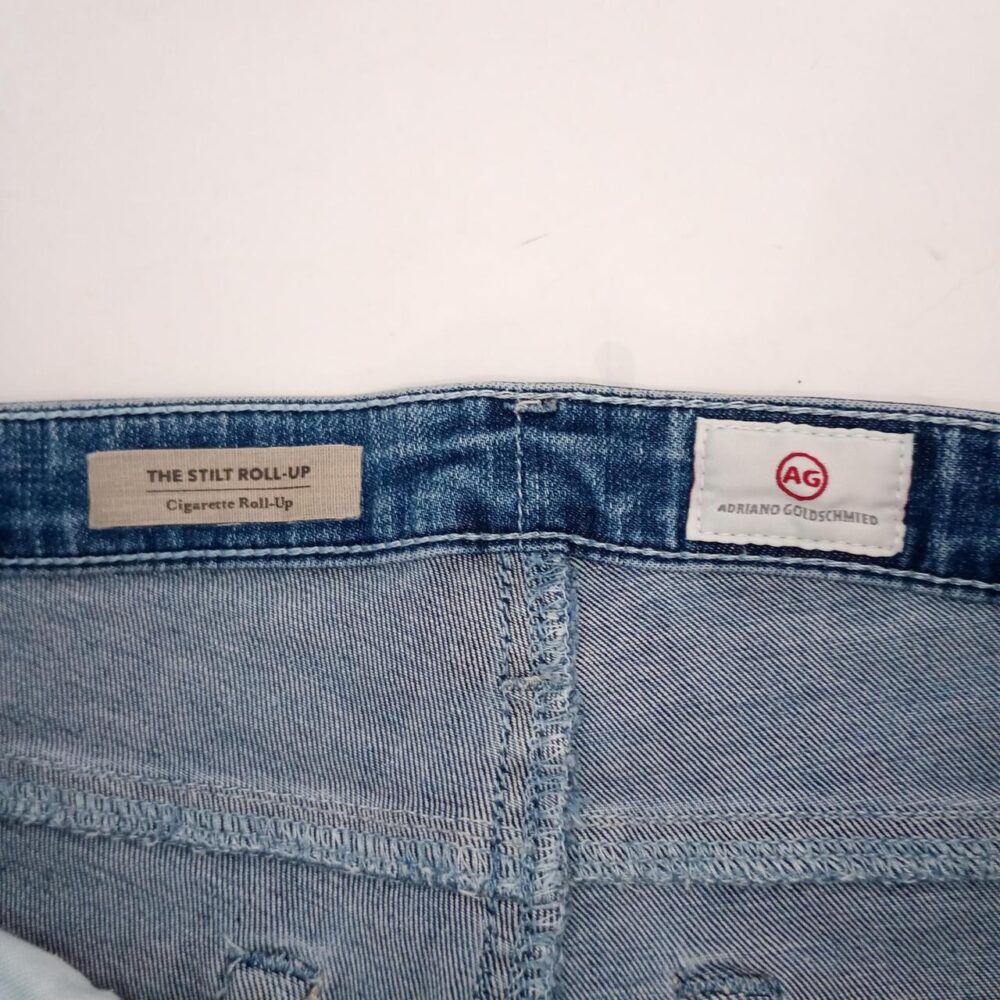 THE STILT ROLL-UP
Cigarette Roll-Up
AG
ADRIANO GOLDSCHMIED